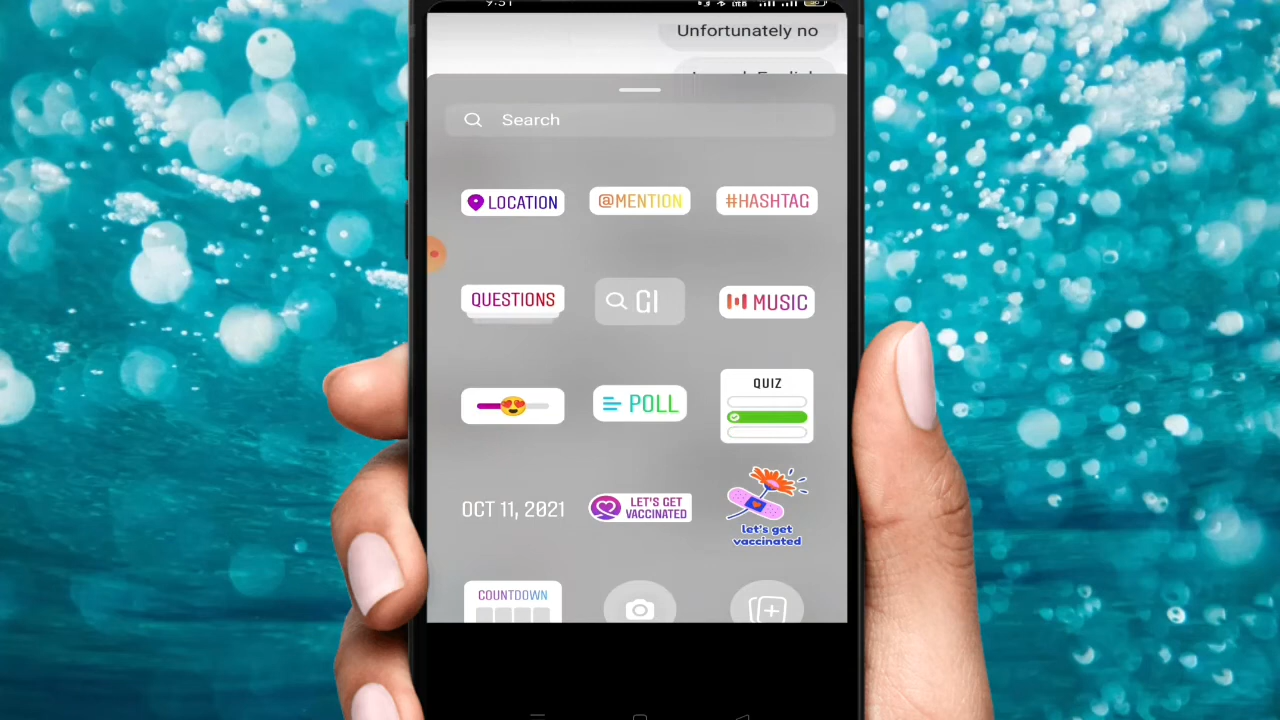 Unfortunately no
Search
LOCATION
@MENTION
#HASHTAG
QUESTIONS
GI
MUSIC
POLL
QUIZ
OCT 11, 2021
LET'S GET
VACCINATED
let's get
vaccinated
COUNTDOWN